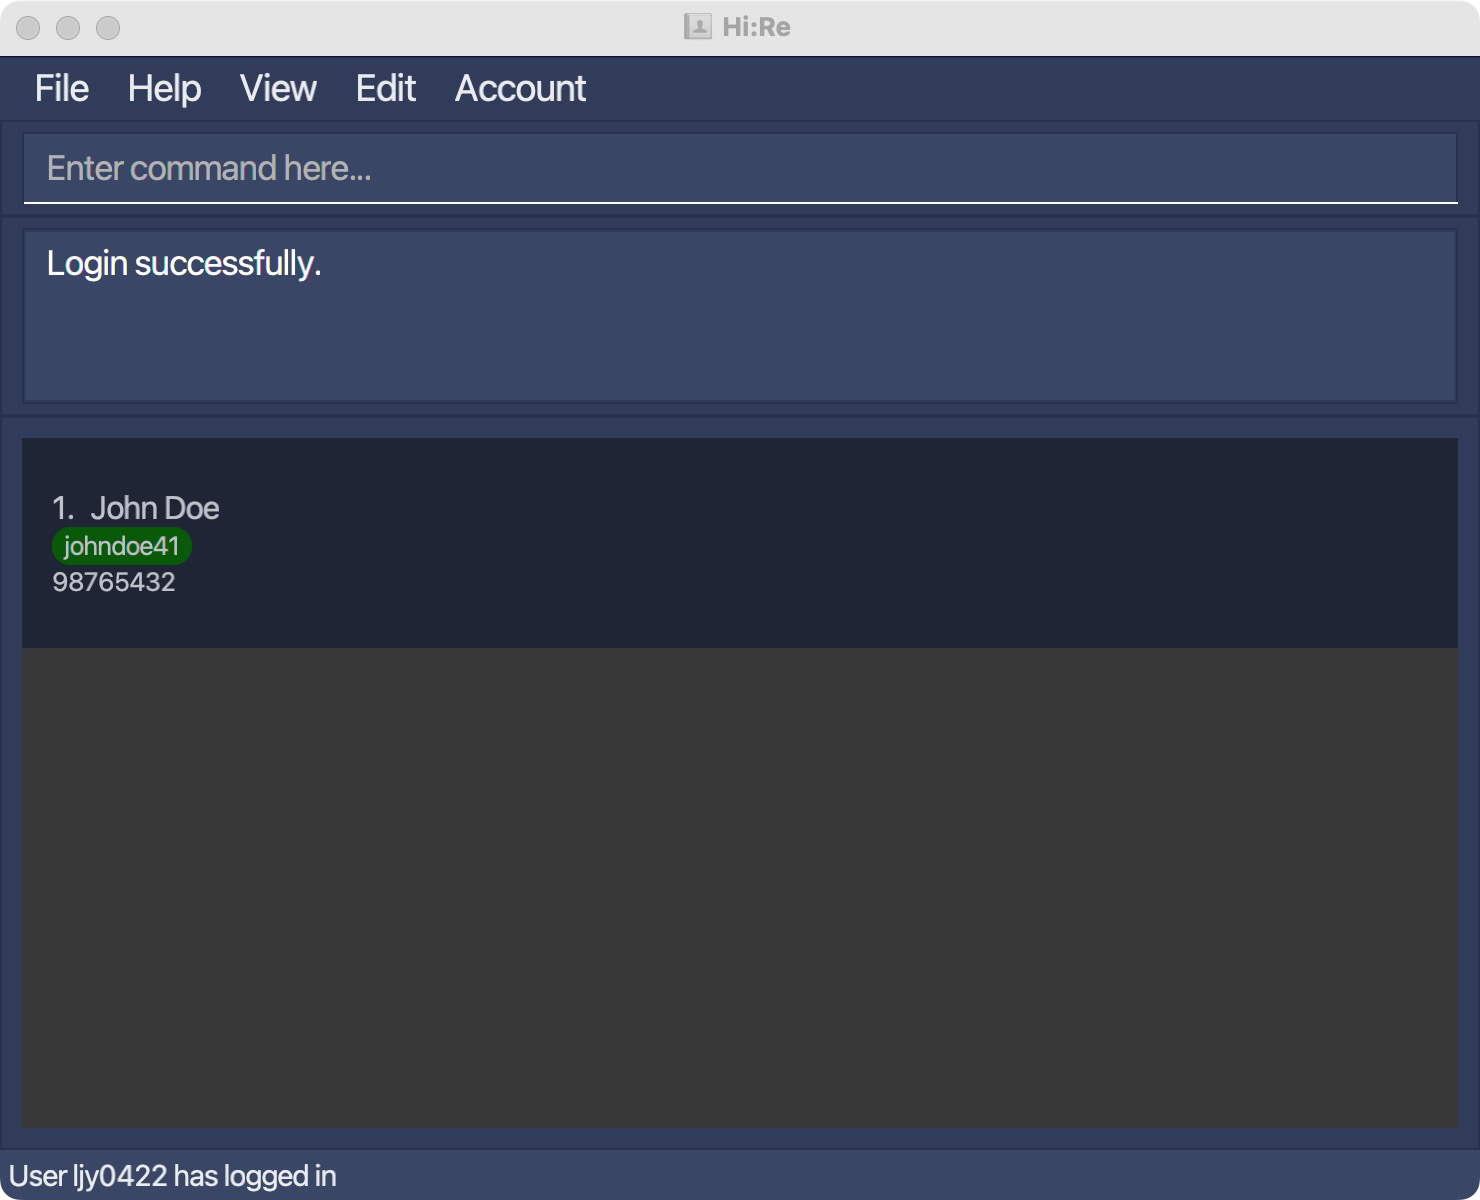 Hi:Re
File Help View Edit Account
Enter command here...
Login successfully.
1. John Doe
johndoe41
98765432
User ljy0422 has logged in